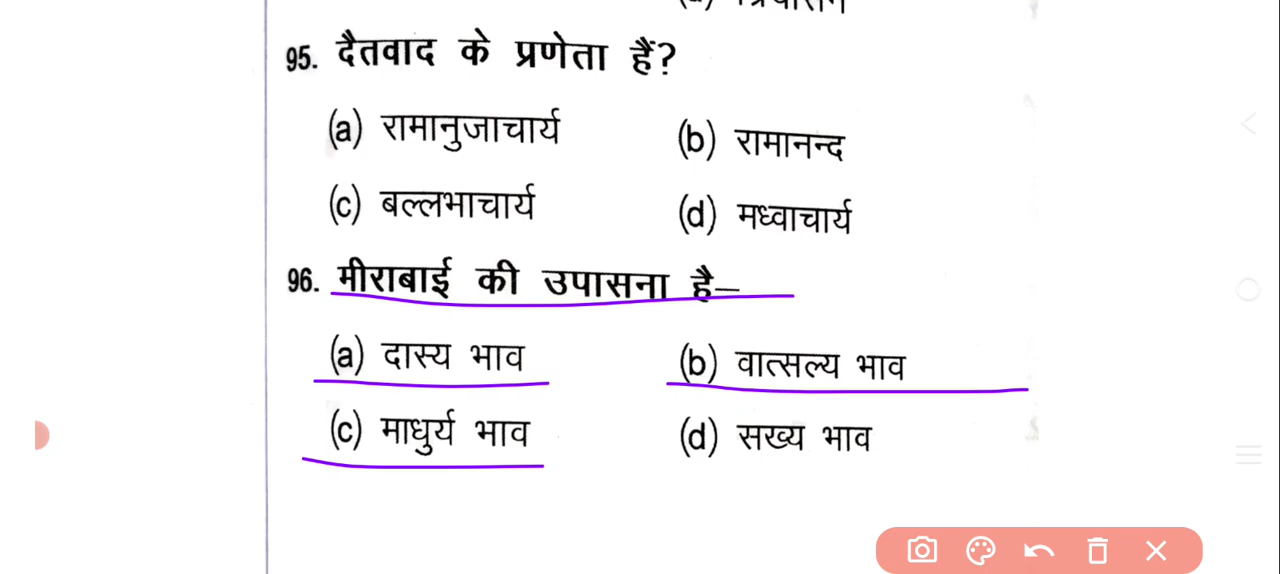 95. दैतवाद के प्रणेता हैं?
(a) रामानुजाचार्य (b) रामानन्द
(c) बल्लभाचार्य (d) मध्वाचार्य
96. मीराबाई की उपासना है–
(a) दास्य भाव (b) वात्सल्य भाव
(c) माधुर्य भाव (d) सख्य भाव